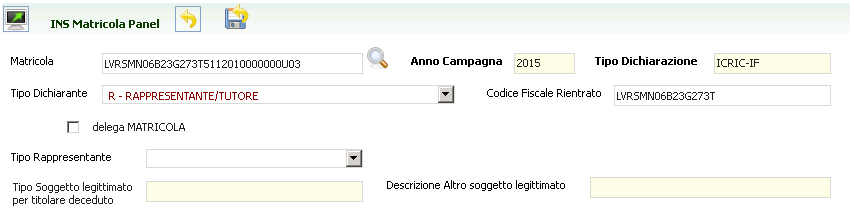 INS Matricola Panel
Matricola LVRSMN06B23G273T5112010000000U03 Anno Campagna 2015 Tipo Dichiarazione ICRIC-IF
Tipo Dichiarante R - RAPPRESENTANTE/TUTORE Codice Fiscale Rientrato LVRSMN06B23G273T
delega MATRICOLA
Tipo Rappresentante
Tipo Soggetto legittimato Descrizione Altro soggetto legittimato
per titolare deceduto